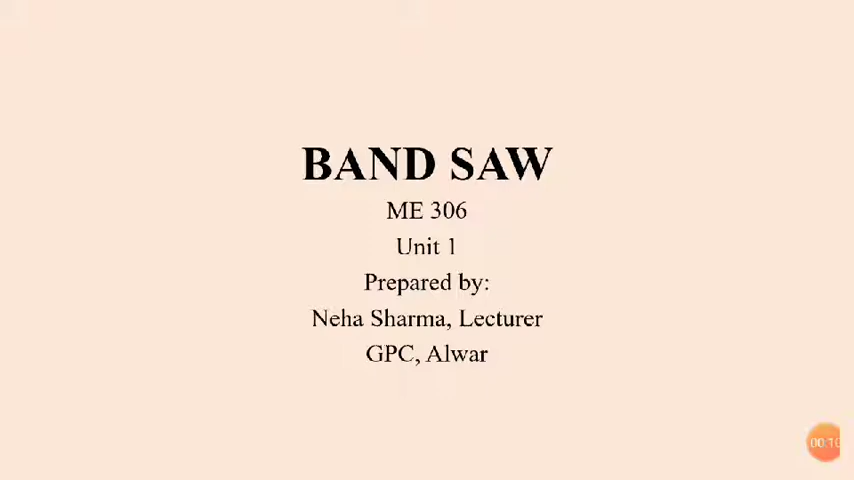 BAND SAW
ME 306
Unit 1
Prepared by:
Neha Sharma, Lecturer
GPC, Alwar